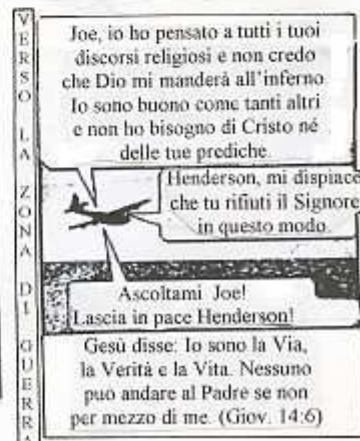 VERSO LA ZONA DI GUERRA
Joe, io ho pensato a tutti i tuoi
discorsi religiosi e non credo
che Dio mi manderà all'inferno
Io sono buono come tanti altri
e non ho bisogno di Cristo né
delle tue prediche.
Henderson, mi dispiace
che tu rifiuti il Signore
in questo modo.
Ascoltami Joe!
Lascia in pace Henderson!
Gesù disse: Io sono la Via,
la Verità e la Vita. Nessuno
può andare al Padre se non
per mezzo di me. (Giov. 14:6)